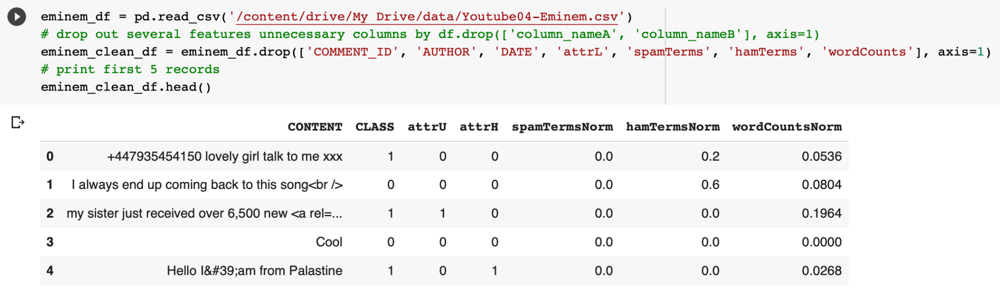 eminem_df = pd.read_csv('/content/drive/My Drive/data/Youtube04-Eminem.csv')
# drop out several features unnecessary columns by df.drop(['column_nameA', 'column_nameB'], axis=1)
eminem_clean_df = eminem_df.drop(['COMMENT_ID', 'AUTHOR', 'DATE', 'attrL', 'spamTerms', 'hamTerms', 'wordCounts'], axis=1)
# print first 5 records
eminem_clean_df.head()
CONTENT CLASS attrU attrH spamTermsNorm hamTermsNorm wordCountsNorm
0 +447935454150 lovely girl talk to me xxx 1 0 0 0.0 0.2 0.0536
1 I always end up coming back to this song<br /> 0 0 0 0.0 0.6 0.0804
2 my sister just received over 6,500 new <a rel=... 1 1 0 0.0 0.0 0.1964
3 Cool 0 0 0 0.0 0.0 0.0000
4 Hello I&#39;am from Palastine 1 0 1 0.0 0.0 0.0268